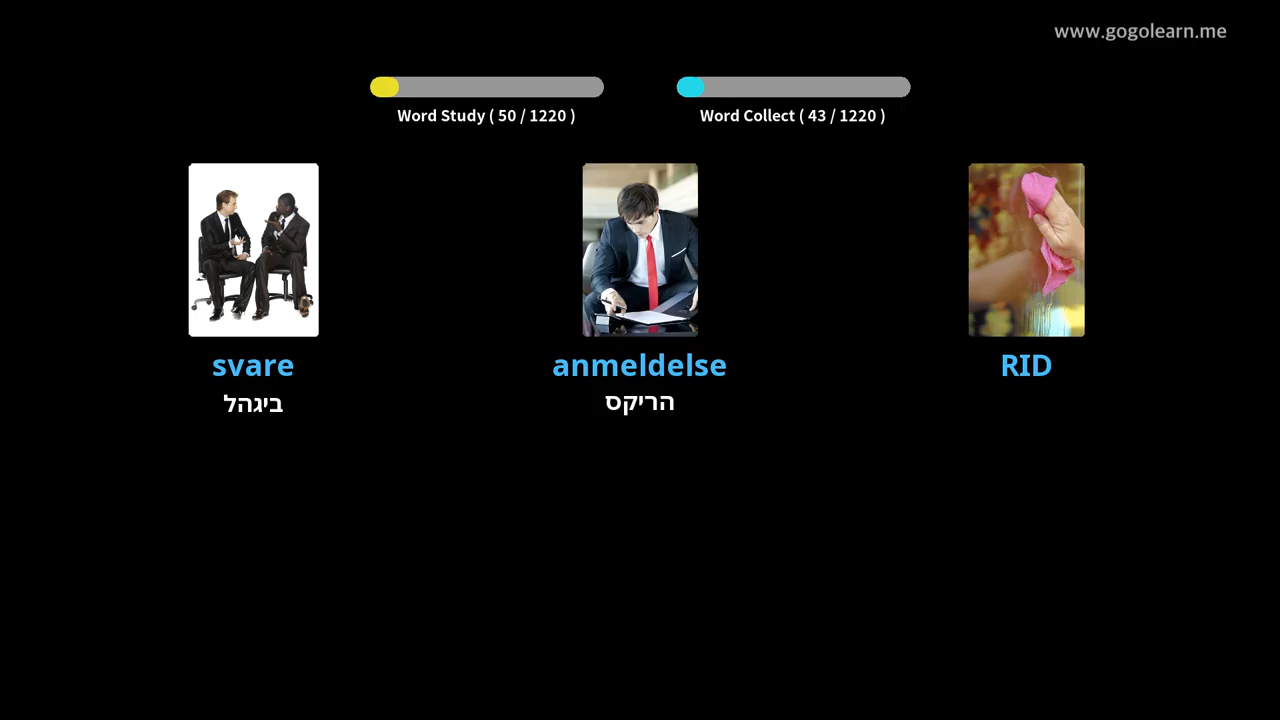 www.gogolearn.me
Word Study ( 50 / 1220 )
Word Collect ( 43 / 1220 )
svare
ביגהל
anmeldelse
הריקס
RID